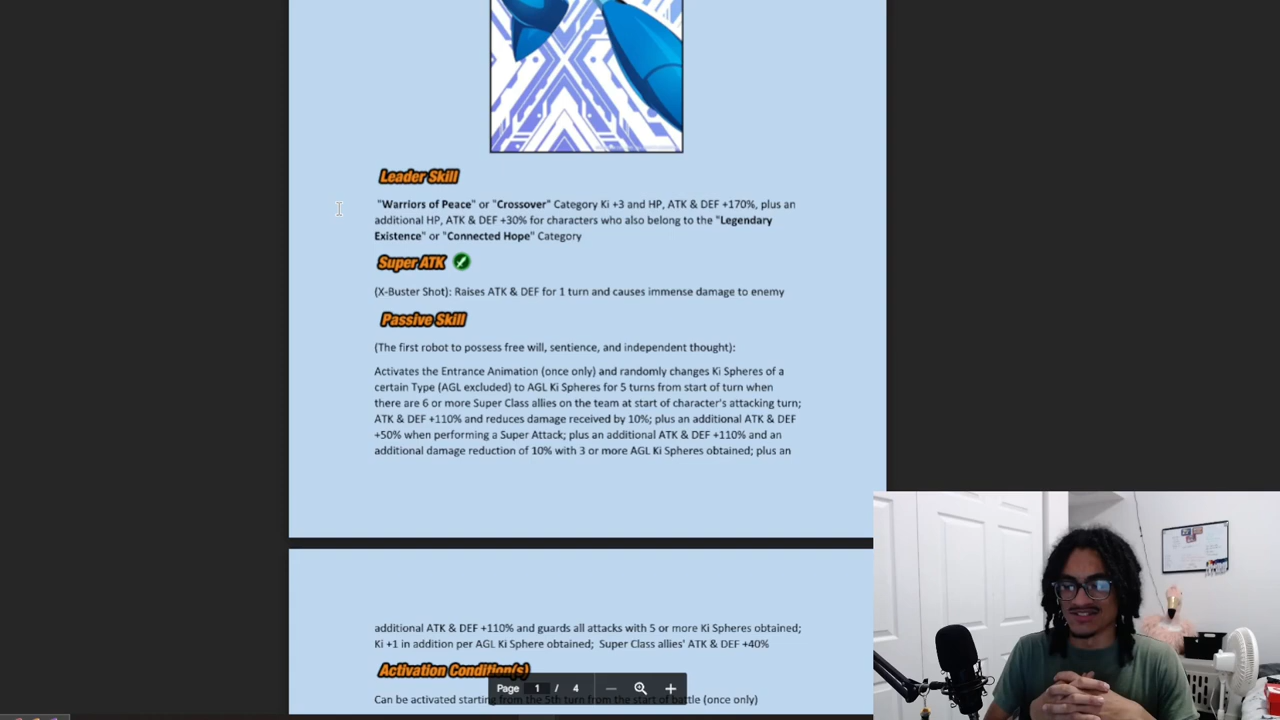 Leader Skill
"Warriors of Peace" or "Crossover" Category Ki +3 and HP, ATK & DEF +170%, plus an
additional HP, ATK & DEF +30% for characters who also belong to the "Legendary
Existence" or "Connected Hope" Category
Super ATK
(X-Buster Shot): Raises ATK & DEF for 1 turn and causes immense damage to enemy
Passive Skill
(The first robot to possess free will, sentience, and independent thought):
Activates the Entrance Animation (once only) and randomly changes Ki Spheres of a
certain Type (AGL excluded) to AGL Ki Spheres for 5 turns from start of turn when
there are 6 or more Super Class allies on the team at start of character's attacking turn;
ATK & DEF +110% and reduces damage received by 10%; plus an additional ATK & DEF
+50% when performing a Super Attack; plus an additional ATK & DEF +110% and an
additional damage reduction of 10% with 3 or more AGL Ki Spheres obtained; plus an
additional ATK & DEF +110% and guards all attacks with 5 or more Ki Spheres obtained;
Ki +1 in addition per AGL Ki Sphere obtained; Super Class allies' ATK & DEF +40%
Activation Condition(s)
Page 1 / 4
Can be activated starting from the 5th turn from the start of battle (once only)